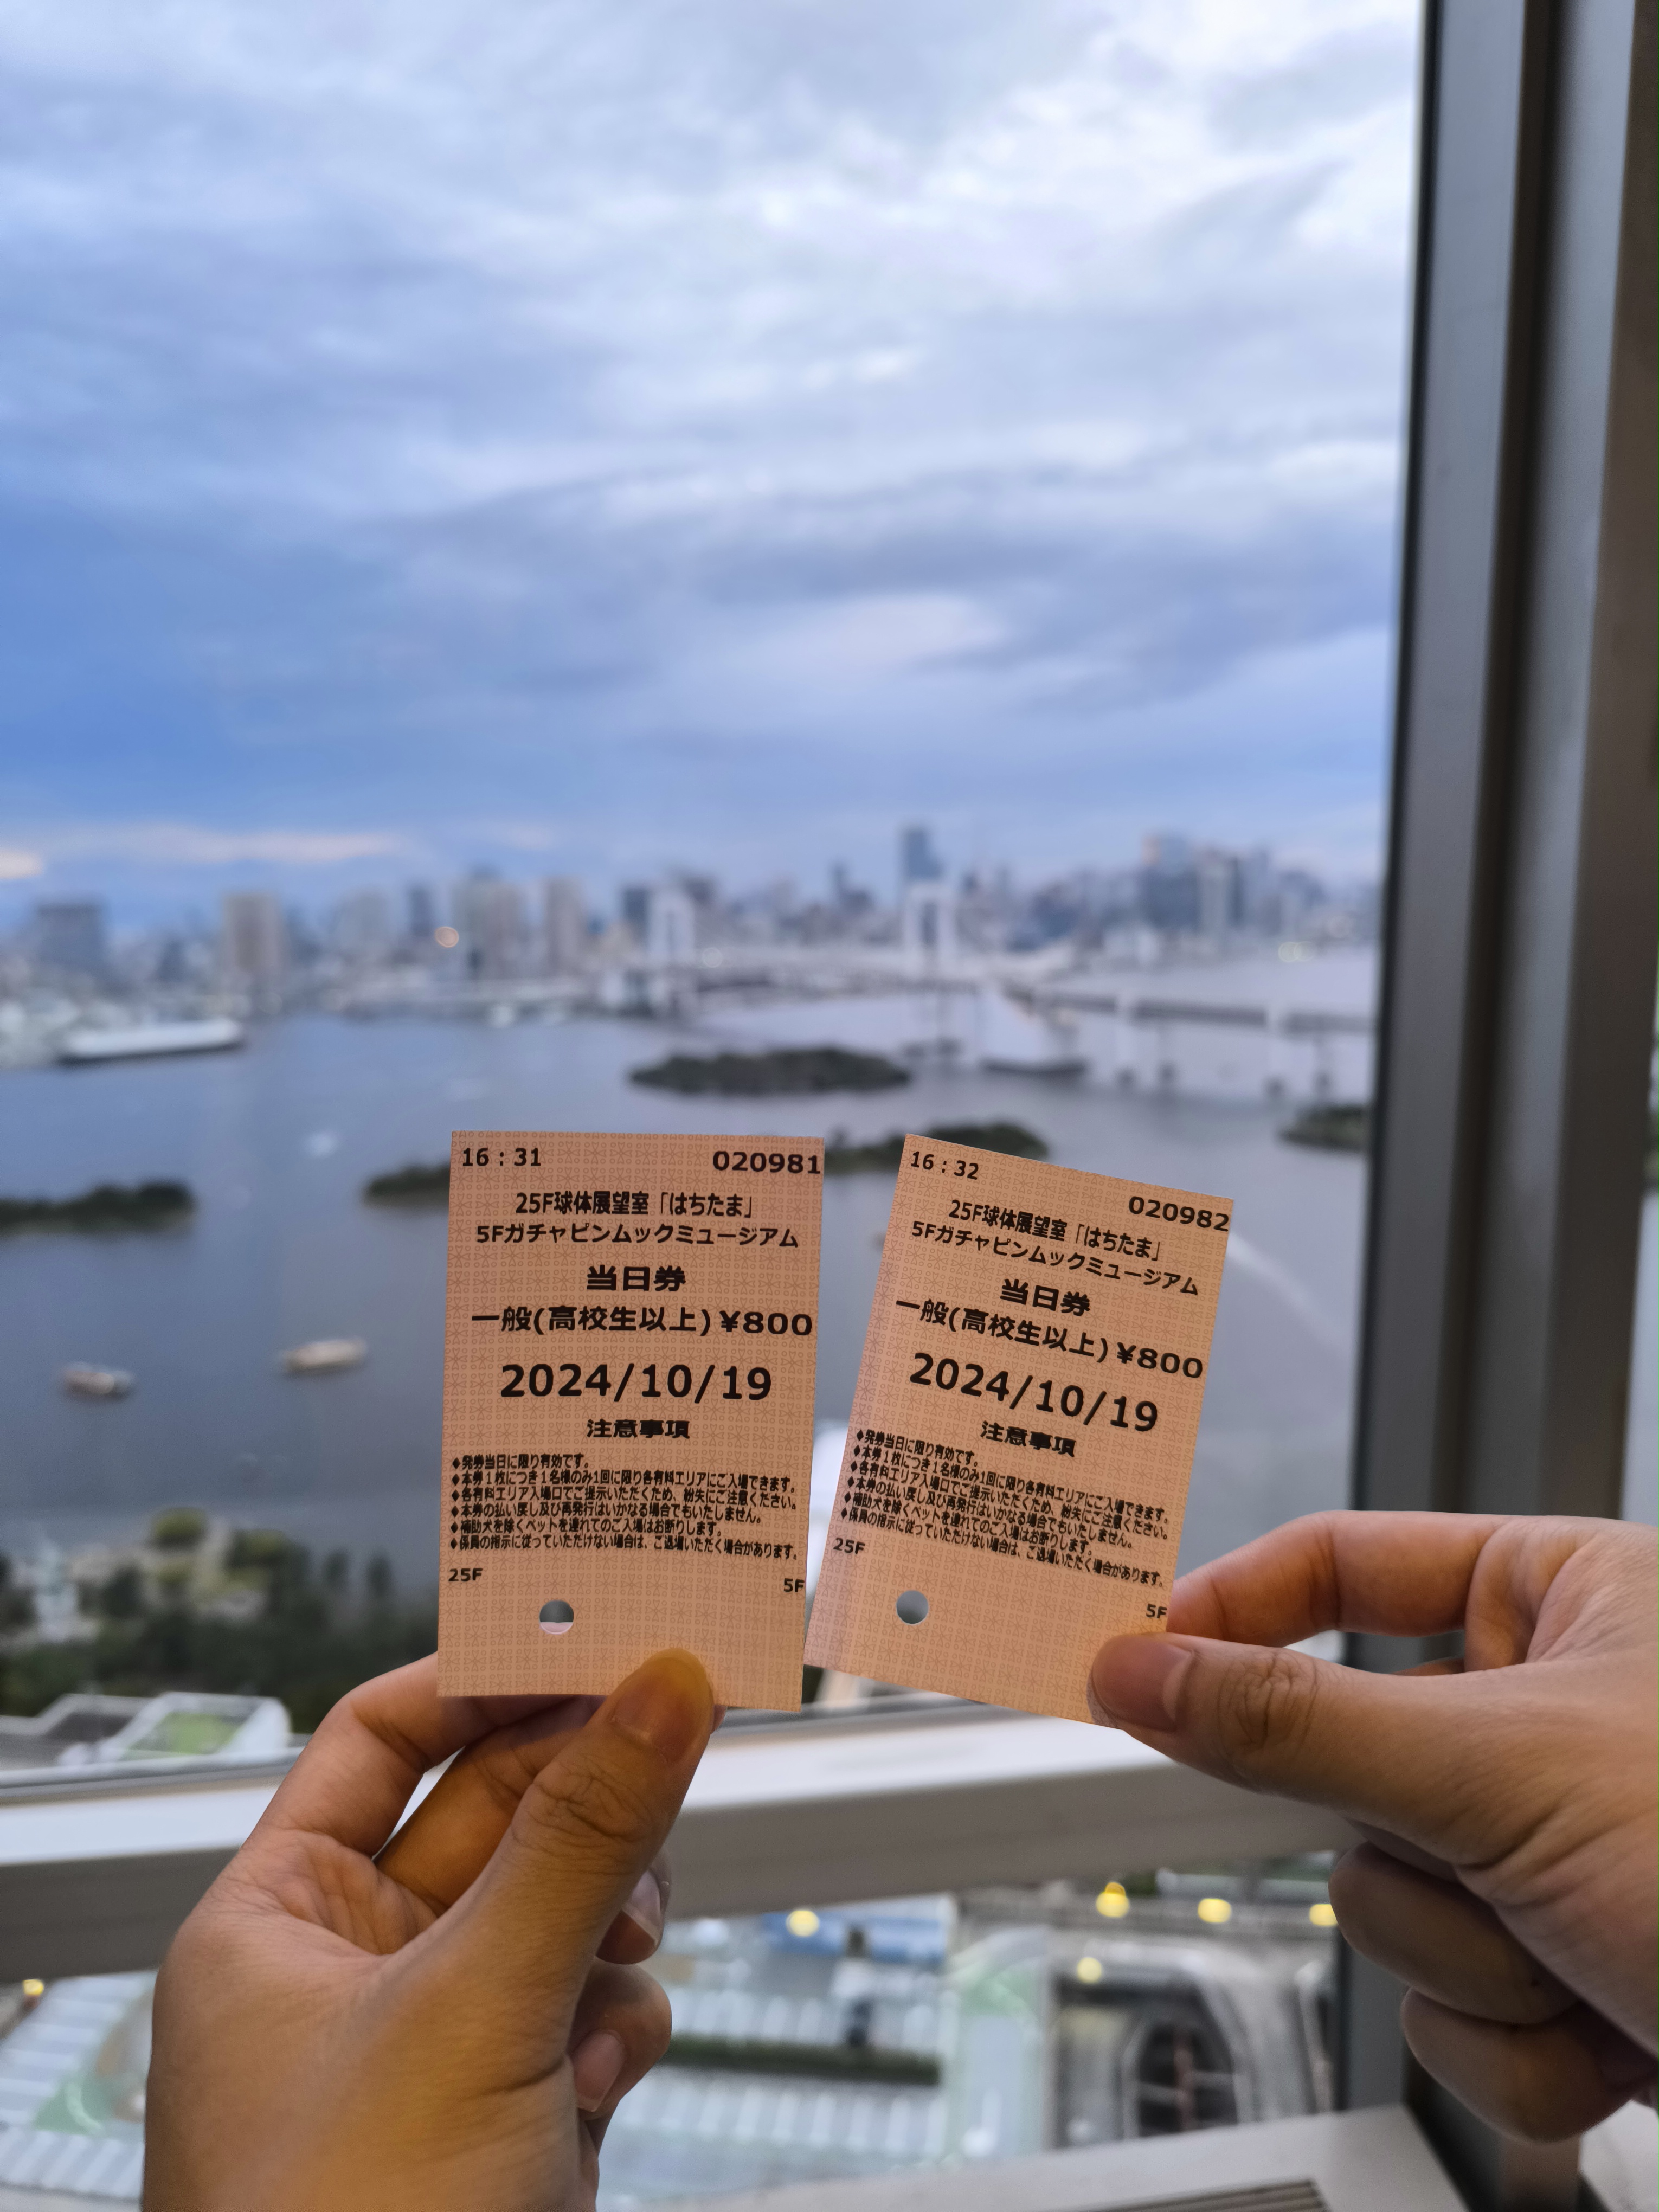 16:31
020981
25F球体展望室「はちたま」
5Fガチャピンムックミュージアム
当日券
一般(高校生以上)¥800
2024/10/19
注意事項
◆発券当日に限り有効です。
◆本券1枚につき1名様のみ1回に限り各有料エリアにご入場できます。
◆各有料エリア入場口でご提示いただくため、紛失にご注意ください。
◆本券の払い戻し及び再発行はいかなる場合でもいたしません。
◆補助犬を除くペットを連れてのご入場はお断りします。
◆係員の指示に従っていただけない場合は、ご退場いただく場合があります。
25F
5F
16:32
020982
25F球体展望室「はちたま」
5Fガチャピンムックミュージアム
当日券
一般(高校生以上)¥800
2024/10/19
注意事項
◆発券当日に限り有効です。
◆本券1枚につき1名様のみ1回に限り各有料エリアにご入場できます。
◆各有料エリア入場口でご提示いただくため、紛失にご注意ください。
◆本券の払い戻し及び再発行はいかなる場合でもいたしません。
◆補助犬を除くペットを連れてのご入場はお断りします。
◆係員の指示に従っていただけない場合は、ご退場いただく場合があります。
25F
5F